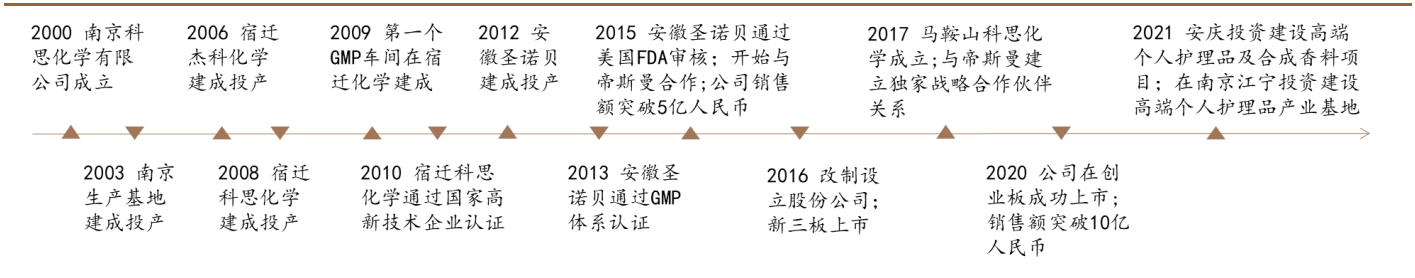 2000 南京科
思化学有限
公司成立
2003 南京
生产基地
建成投产
2006 宿迁
杰科化学
建成投产
2008 宿迁
科思化学
建成投产
2009 第一个
GMP车间在宿
迁化学建成
2010 宿迁科思
化学通过国家高
新技术企业认证
2012 安
徽圣诺贝
建成投产
2013 安徽圣
诺贝通过GMP
体系认证
2015 安徽圣诺贝通过
美国FDA审核；开始与
帝斯曼合作;公司销售
额突破5亿人民币
2016 改制设
立股份公司；
新三板上市
2017 马鞍山科思化
学成立;与帝斯曼建
立独家战略合作伙伴
关系
2020 公司在创
业板成功上市；
销售额突破10亿
人民币
2021 安庆投资建设高端
个人护理品及合成香料项
目；在南京江宁投资建设
高端个人护理品产业基地